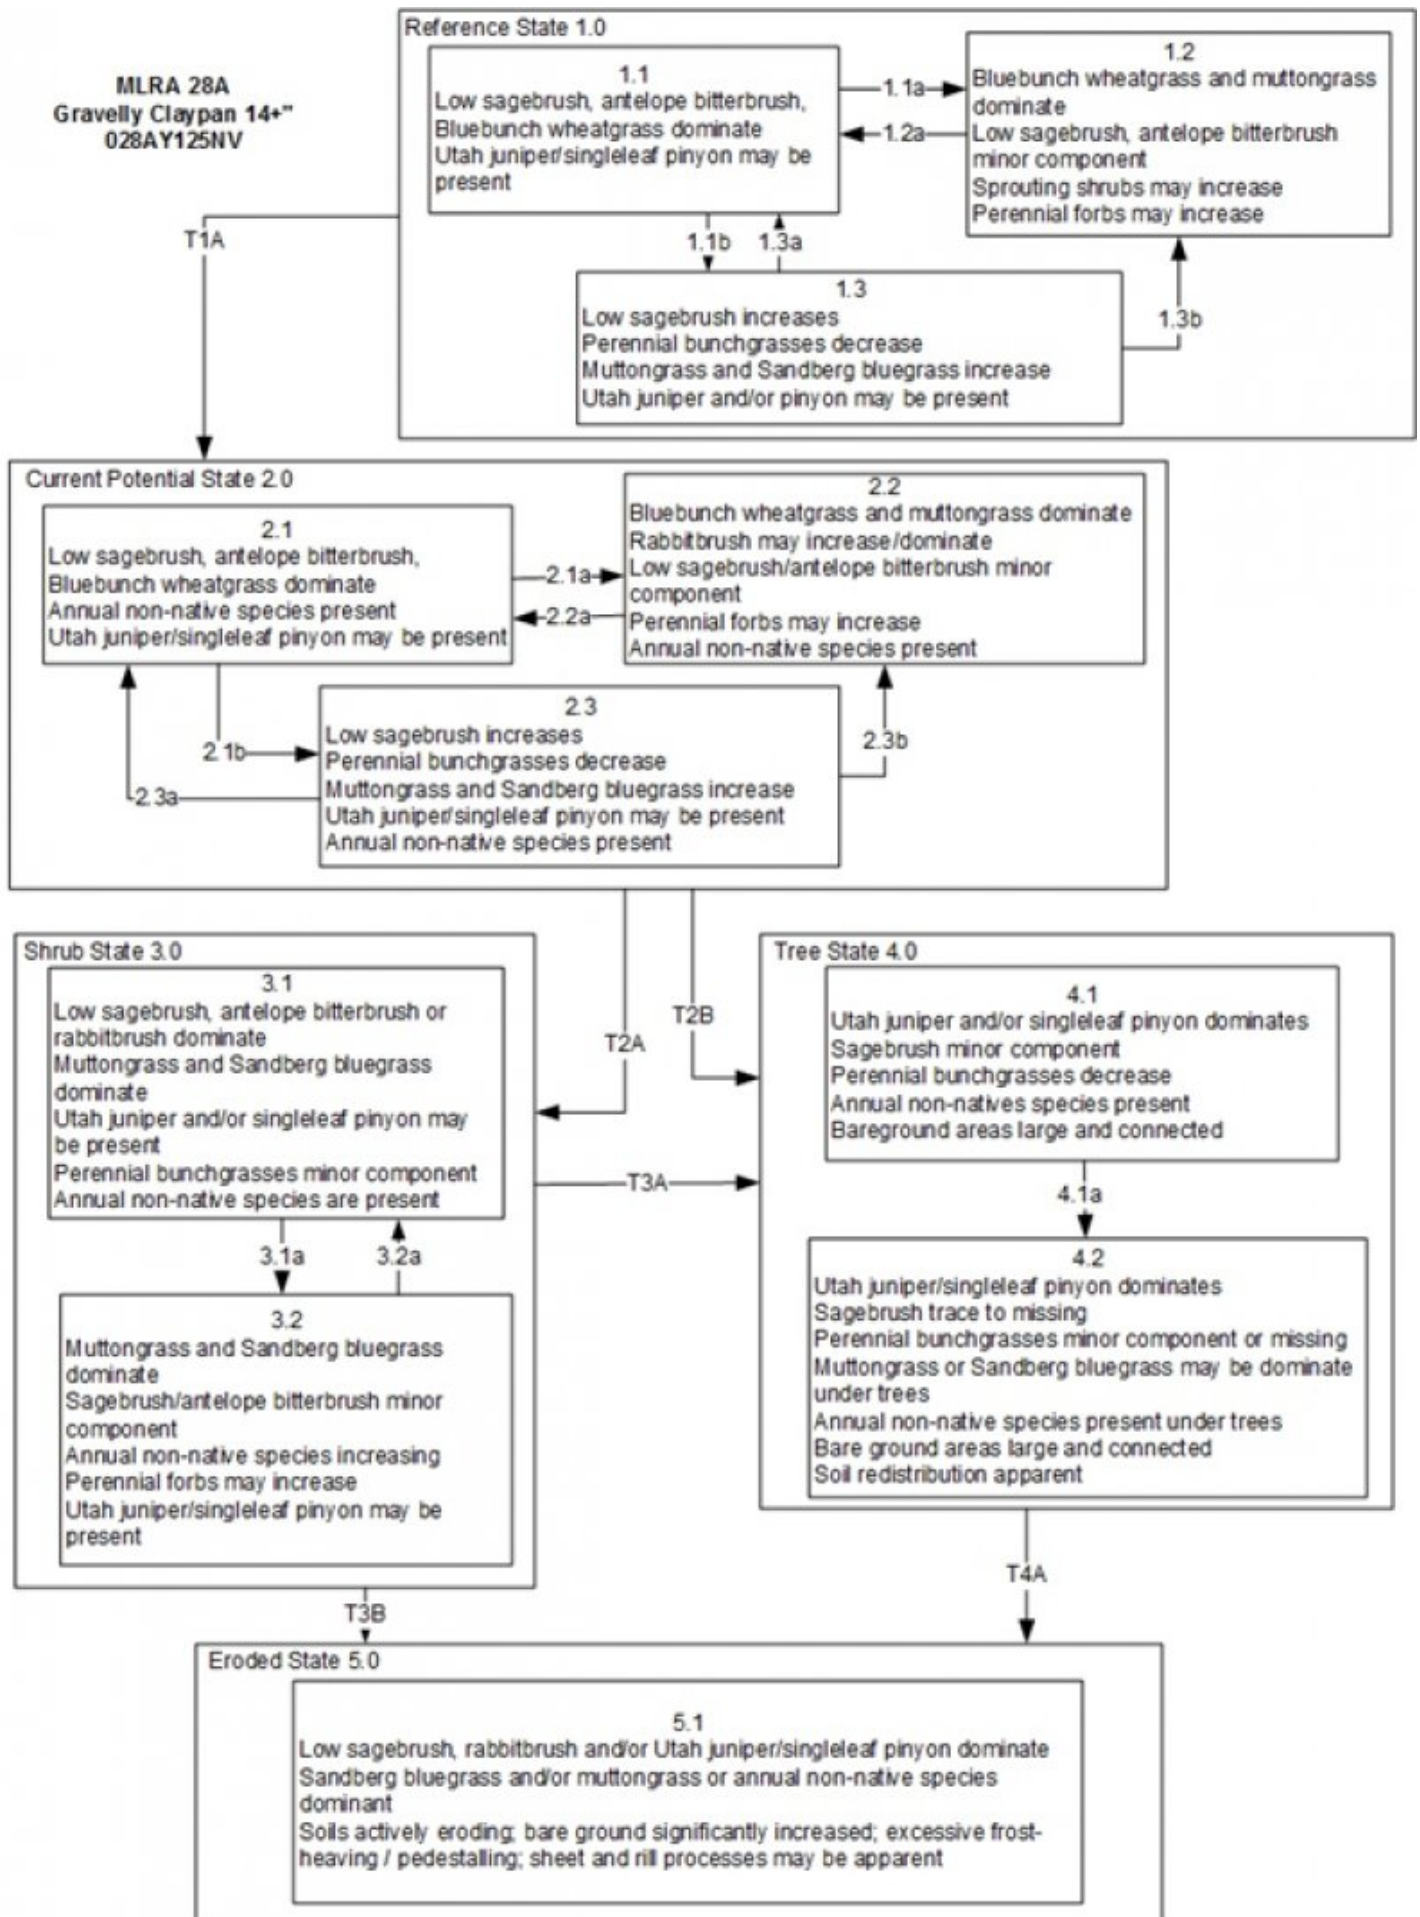 MLRA 28A
Gravelly Claypan 14+"
028AY125NV
Reference State 1.0
1.1
Low sagebrush, antelope bitterbrush,
Bluebunch wheatgrass dominate
Utah juniper/singleleaf pinyon may be
present
1.1a
1.2a
1.2
Bluebunch wheatgrass and muttongrass
dominate
Low sagebrush, antelope bitterbrush
minor component
Sprouting shrubs may increase
Perennial forbs may increase
T1A
1.1b
1.3a
1.3
Low sagebrush increases
Perennial bunchgrasses decrease
Muttongrass and Sandberg bluegrass increase
Utah juniper and/or pinyon may be present
1.3b
Current Potential State 2.0
2.1
Low sagebrush, antelope bitterbrush,
Bluebunch wheatgrass dominate
Annual non-native species present
Utah juniper/singleleaf pinyon may be present
2.1a
2.2a
2.2
Bluebunch wheatgrass and muttongrass dominate
Rabbitbrush may increase/dominate
Low sagebrush/antelope bitterbrush minor
component
Perennial forbs may increase
Annual non-native species present
2.1b
2.3a
2.3
Low sagebrush increases
Perennial bunchgrasses decrease
Muttongrass and Sandberg bluegrass increase
Utah juniper/singleleaf pinyon may be present
Annual non-native species present
2.3b
Shrub State 3.0
3.1
Low sagebrush, antelope bitterbrush or
rabbitbrush dominate
Muttongrass and Sandberg bluegrass
dominate
Utah juniper and/or singleleaf pinyon may
be present
Perennial bunchgrasses minor component
Annual non-native species are present
3.1a
3.2a
3.2
Muttongrass and Sandberg bluegrass
dominate
Sagebrush/antelope bitterbrush minor
component
Annual non-native species increasing
Perennial forbs may increase
Utah juniper/singleleaf pinyon may be
present
T2A
T2B
T3A
Tree State 4.0
4.1
Utah juniper and/or singleleaf pinyon dominates
Sagebrush minor component
Perennial bunchgrasses decrease
Annual non-natives species present
Bareground areas large and connected
4.1a
4.2
Utah juniper/singleleaf pinyon dominates
Sagebrush trace to missing
Perennial bunchgrasses minor component or missing
Muttongrass or Sandberg bluegrass may be dominate
under trees
Annual non-native species present under trees
Bare ground areas large and connected
Soil redistribution apparent
T3B
T4A
Eroded State 5.0
5.1
Low sagebrush, rabbitbrush and/or Utah juniper/singleleaf pinyon dominate
Sandberg bluegrass and/or muttongrass or annual non-native species
dominant
Soils actively eroding; bare ground significantly increased; excessive frost-
heaving / pedestalling; sheet and rill processes may be apparent